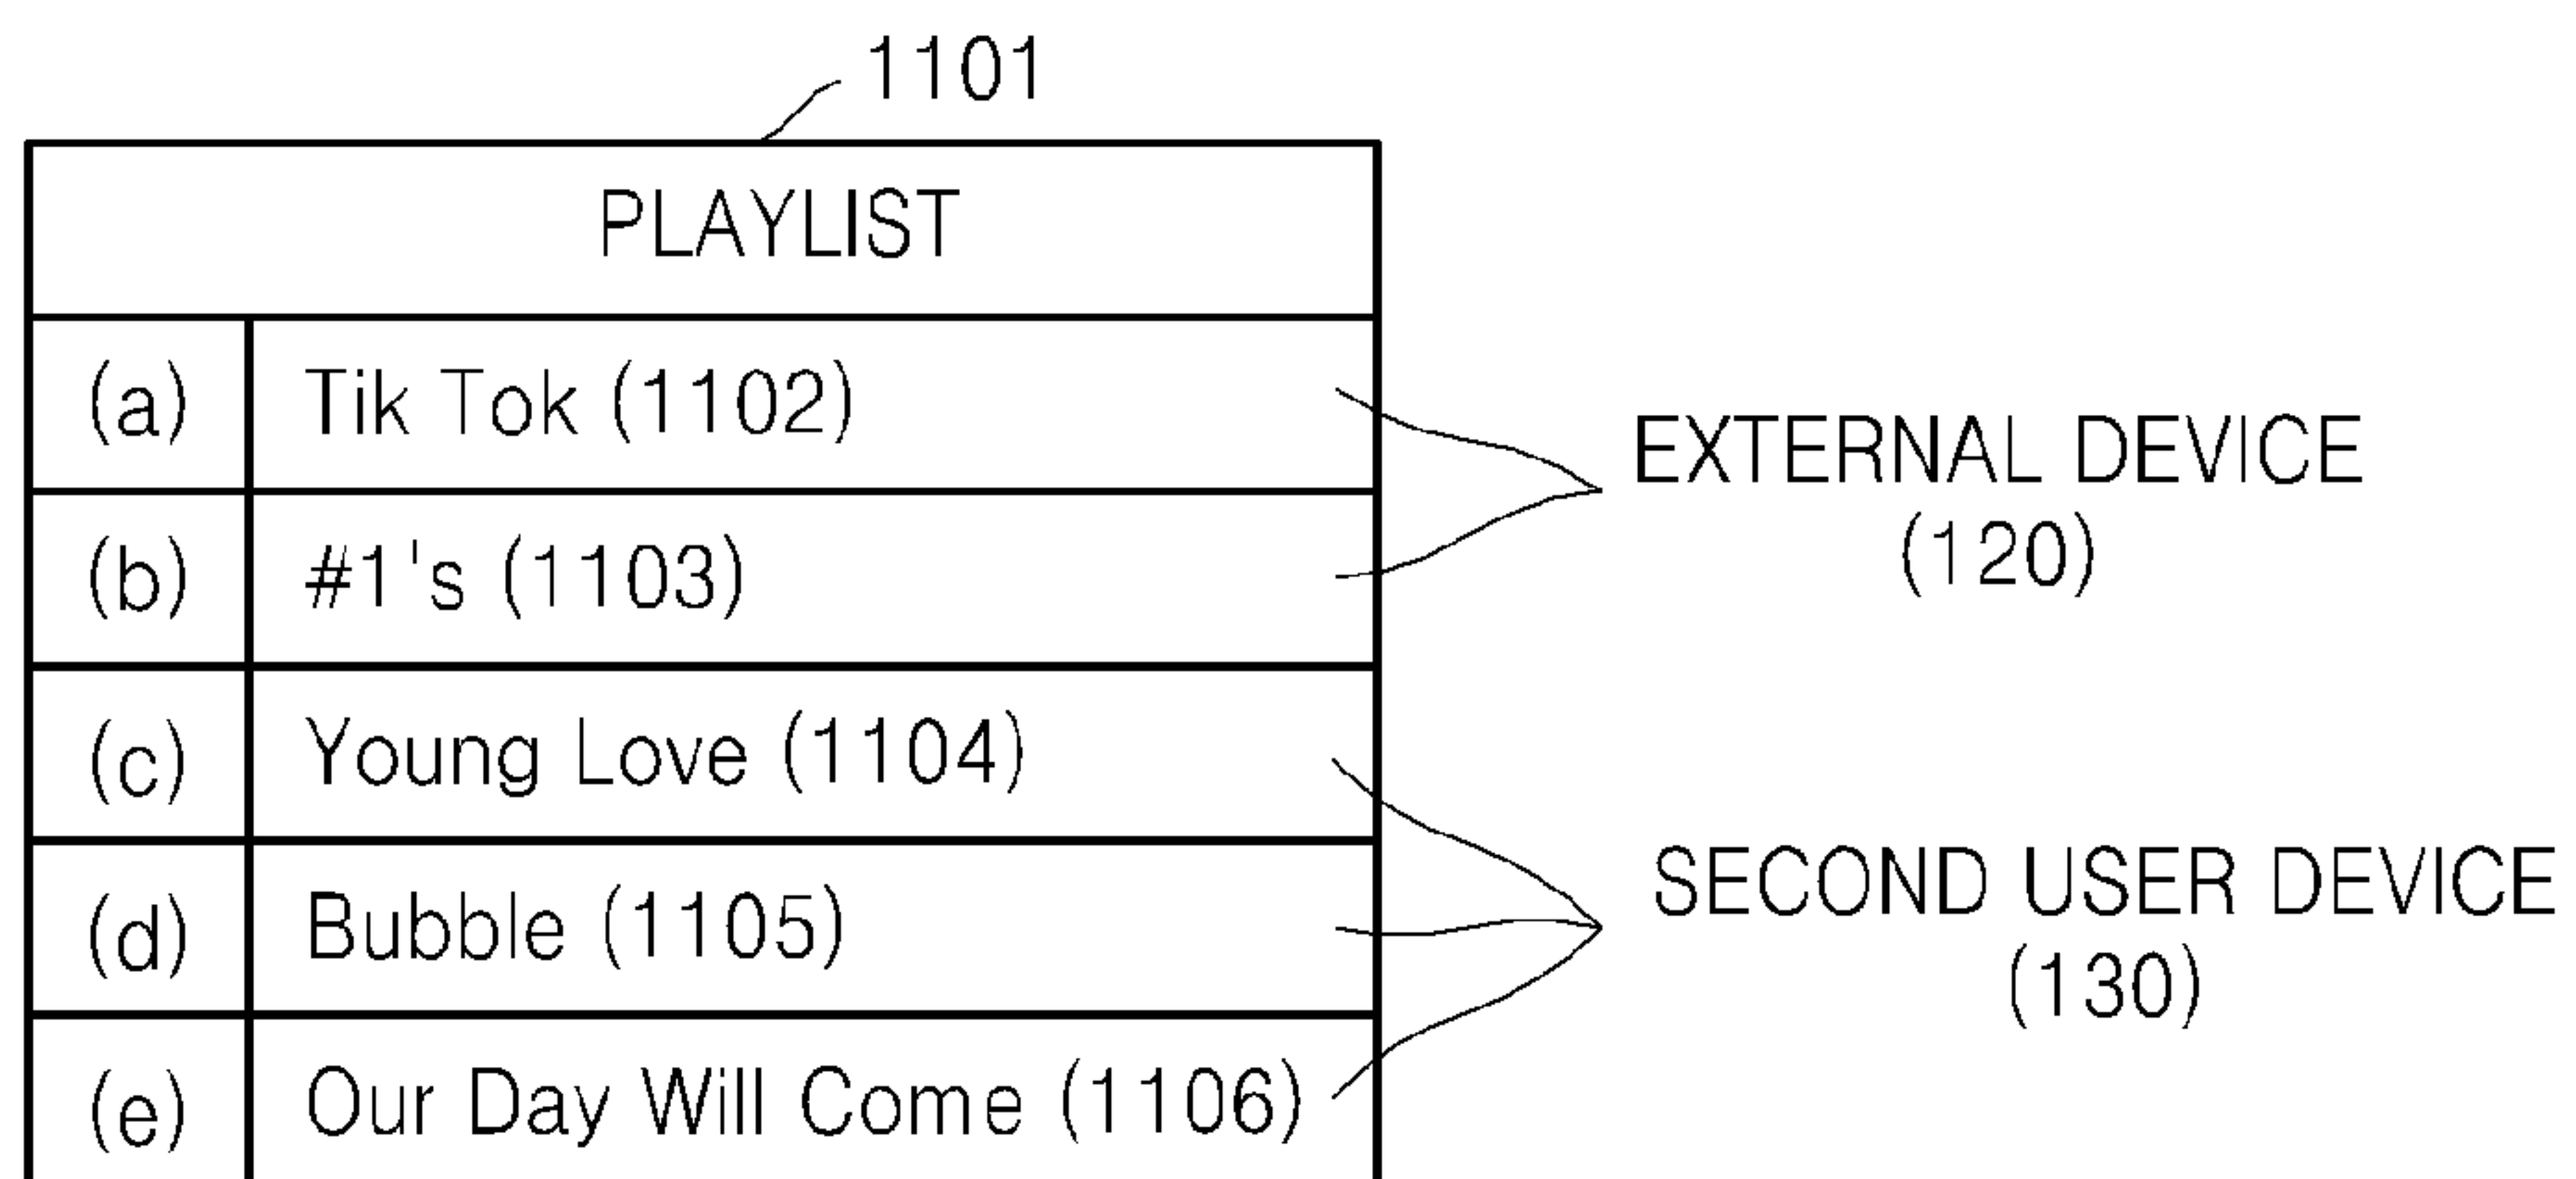 1101
PLAYLIST
(a) Tik Tok (1102)
(b) #1's (1103)
EXTERNAL DEVICE
(120)
(c) Young Love (1104)
(d) Bubble (1105)
(e) Our Day Will Come (1106)
SECOND USER DEVICE
(130)